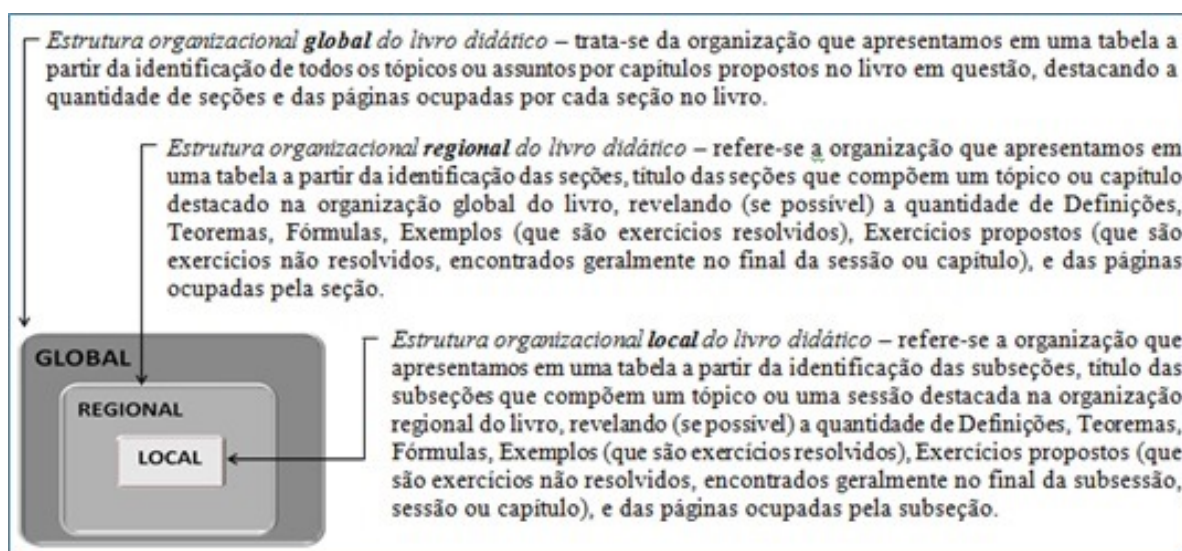 Estrutura organizacional global do livro didático – trata-se da organização que apresentamos em uma tabela a
partir da identificação de todos os tópicos ou assuntos por capítulos propostos no livro em questão, destacando a
quantidade de seções e das páginas ocupadas por cada seção no livro.
Estrutura organizacional regional do livro didático – refere-se a organização que apresentamos em
uma tabela a partir da identificação das seções, título das seções que compõem um tópico ou capítulo
destacado na organização global do livro, revelando (se possível) a quantidade de Definições,
Teoremas, Fórmulas, Exemplos (que são exercícios resolvidos), Exercícios propostos (que são
exercícios não resolvidos, encontrados geralmente no final da sessão ou capítulo), e das páginas
ocupadas pela seção.
Estrutura organizacional local do livro didático – refere-se a organização que
apresentamos em uma tabela a partir da identificação das subseções, título das
subseções que compõem um tópico ou uma sessão destacada na organização
regional do livro, revelando (se possível) a quantidade de Definições, Teoremas,
Fórmulas, Exemplos (que são exercícios resolvidos), Exercícios propostos (que
são exercícios não resolvidos, encontrados geralmente no final da subsessão,
sessão ou capítulo), e das páginas ocupadas pela subseção.
GLOBAL
REGIONAL
LOCAL